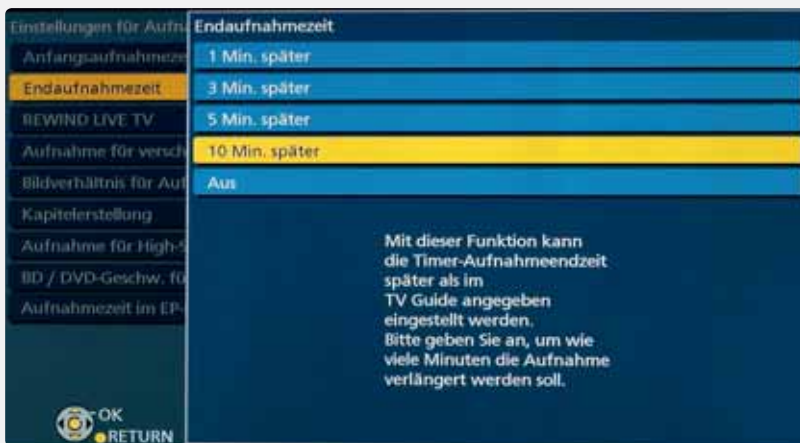 Einstellungen für Aufn
Endaufnahmezeit
Anfangsaufnahmeze
1 Min. später
Endaufnahmezeit
3 Min. später
REWIND LIVE TV
5 Min. später
Aufnahme für versch
10 Min. später
Bildverhältnis für Auf
Aus
Kapitelerstellung
Aufnahme für High-S
BD / DVD-Geschw. fü
Aufnahmezeit im EP-
Mit dieser Funktion kann
die Timer-Aufnahmeendzeit
später als im
TV Guide angegeben
eingestellt werden.
Bitte geben Sie an, um wie
viele Minuten die Aufnahme
verlängert werden soll.
OK
RETURN